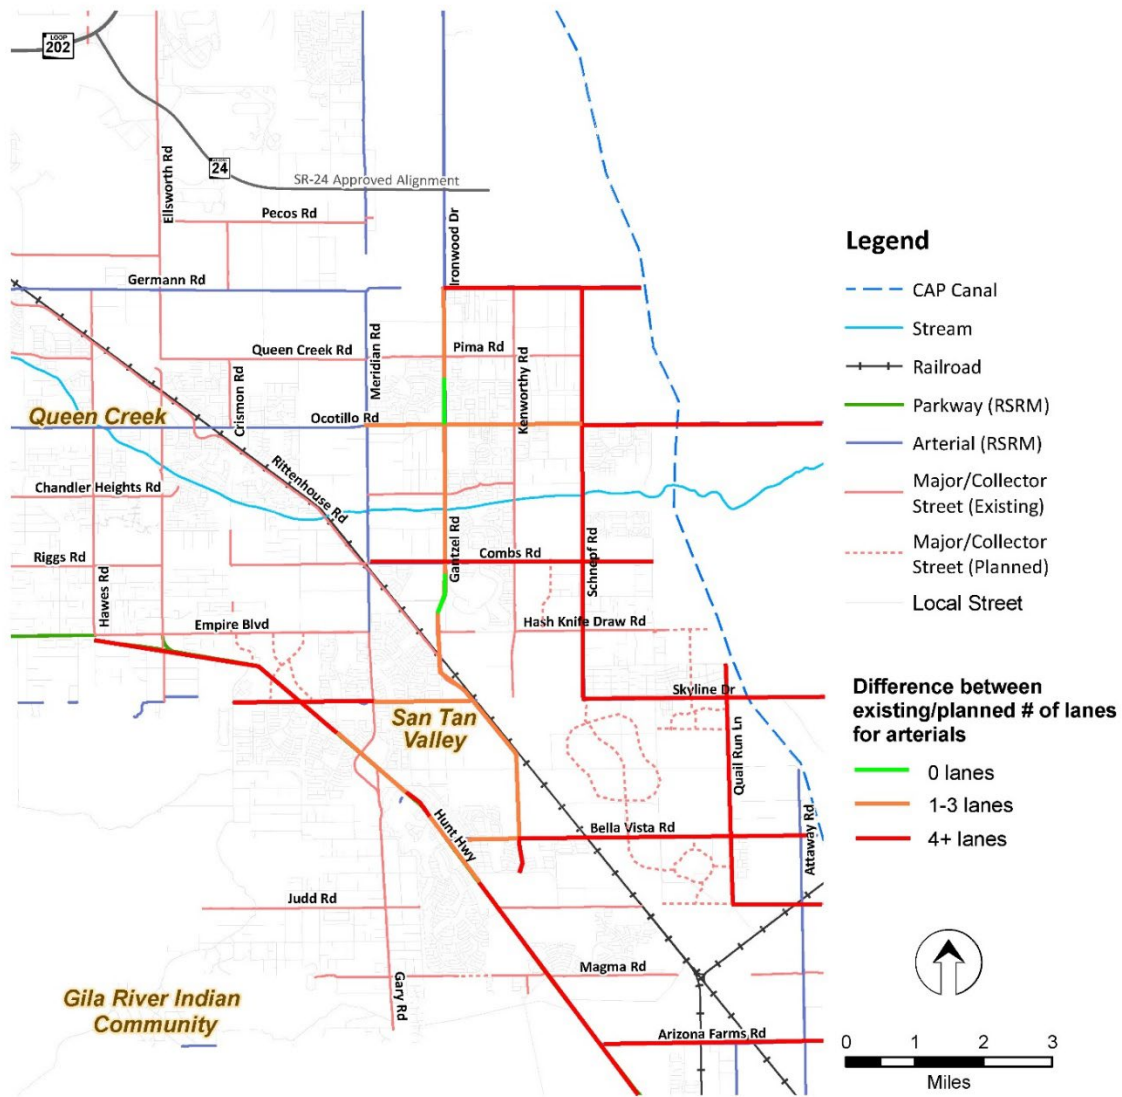 LOOP
202
24
SR-24 Approved Alignment
Ellsworth Rd
Pecos Rd
Ironwood Dr
Germann Rd
Meridian Rd
Queen Creek Rd
Pima Rd
Kenworthy Rd
Crismon Rd
Queen Creek
Ocotillo Rd
Rittenhouse Rd
Chandler Heights Rd
Gantzel Rd
Schnepf Rd
Riggs Rd
Combs Rd
Hawes Rd
Empire Blvd
Hash Knife Draw Rd
Skyline Dr
San Tan
Valley
Quail Run Ln
Hunt Hwy
Bella Vista Rd
Attaway Rd
Judd Rd
Magma Rd
Gary Rd
Gila River Indian
Community
Arizona Farms Rd
Legend
CAP Canal
Stream
Railroad
Parkway (RSRM)
Arterial (RSRM)
Major/Collector
Street (Existing)
Major/Collector
Street (Planned)
Local Street
Difference between
existing/planned # of lanes
for arterials
0 lanes
1-3 lanes
4+ lanes
0 1 2 3
Miles